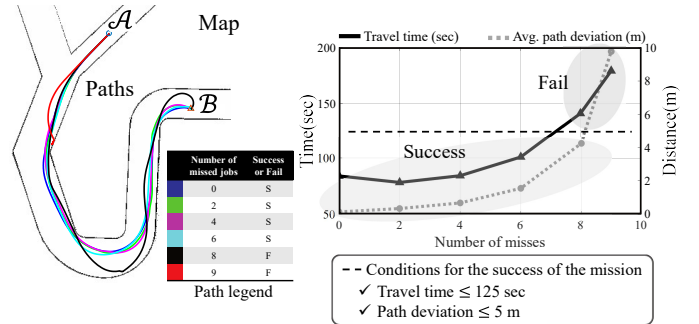 A
Map
Paths
B
Number of missed jobs Success or Fail
0 S
2 S
4 S
6 S
8 F
9 F
Path legend
Travel time (sec) Avg. path deviation (m)
Time(sec)
200
150
100
50
Fail
Success
Distance(m)
10
8
6
4
2
0
0 2 4 6 8 10
Number of misses
Conditions for the success of the mission
✓ Travel time ≤ 125 sec
✓ Path deviation ≤ 5 m